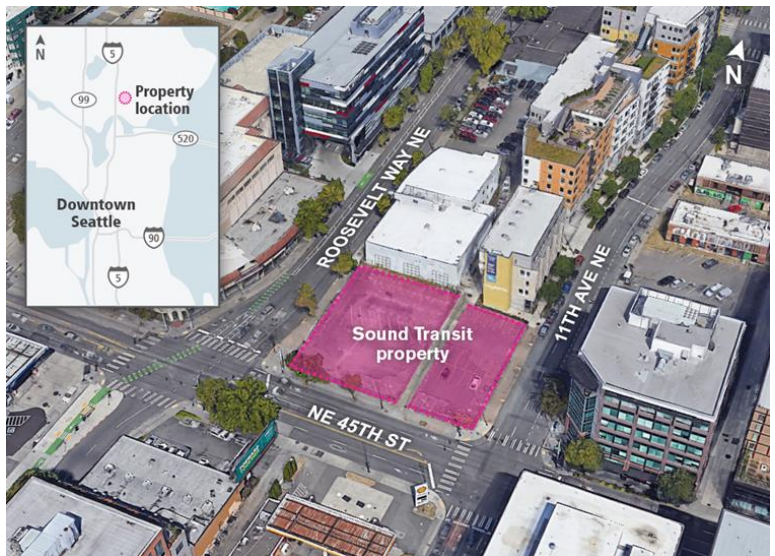 N
5
99
Property
location
520
Downtown
Seattle
90
5
N
ROOSEVELT WAY NE
11TH AVE NE
Sound Transit
property
NE 45TH ST